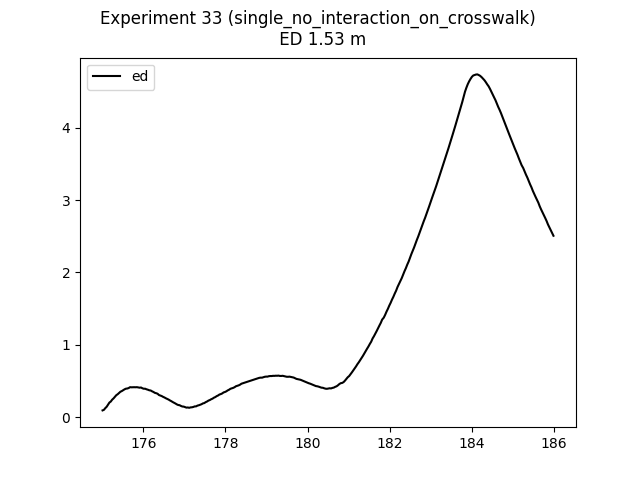 Experiment 33 (single_no_interaction_on_crosswalk)
ED 1.53 m
ed
4
3
2
1
0
176 178 180 182 184 186